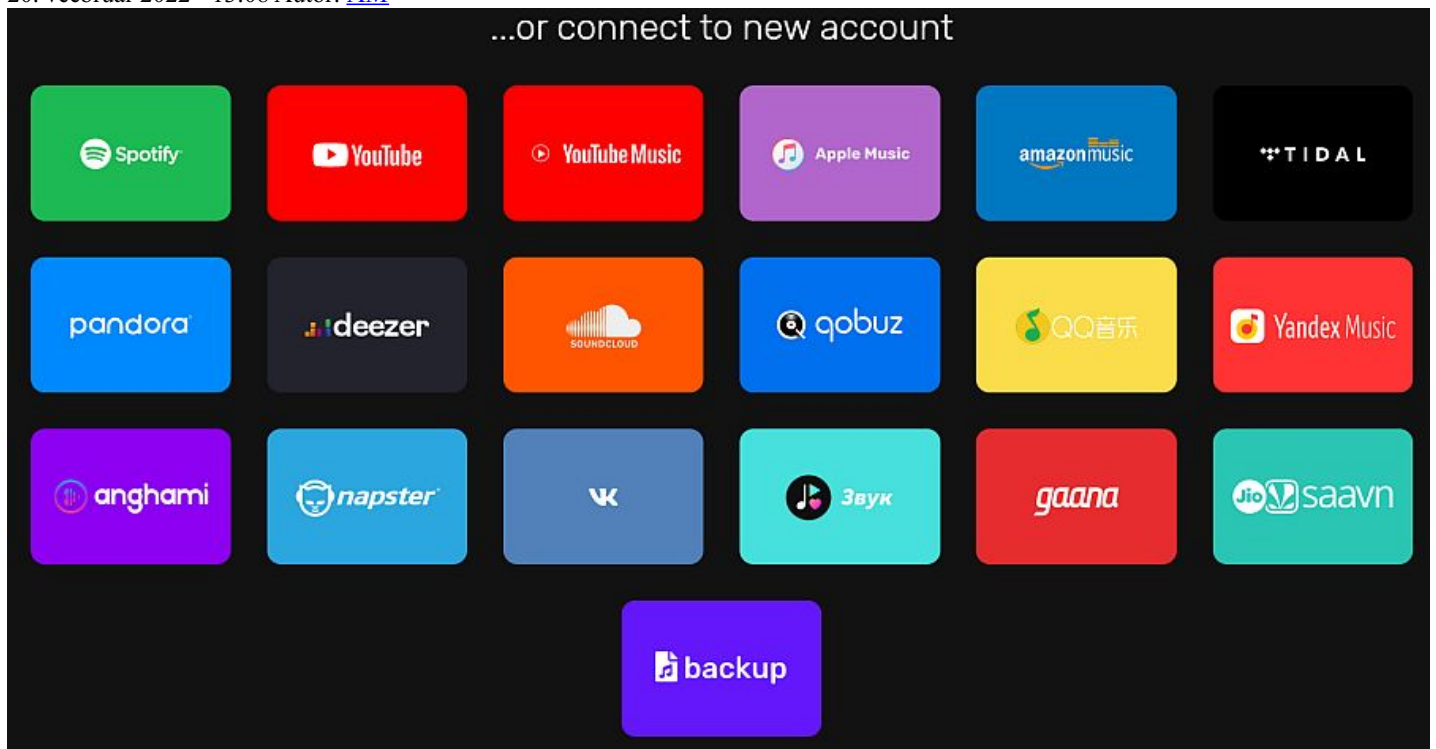 ...or connect to new account
Spotify
YouTube
YouTube Music
Apple Music
amazon music
TIDAL
pandora
deezer
SOUNDCLOUD
qobuz
QQ音乐
Yandex Music
anghami
napster
VK
Звук
gaana
Jio saavn
backup